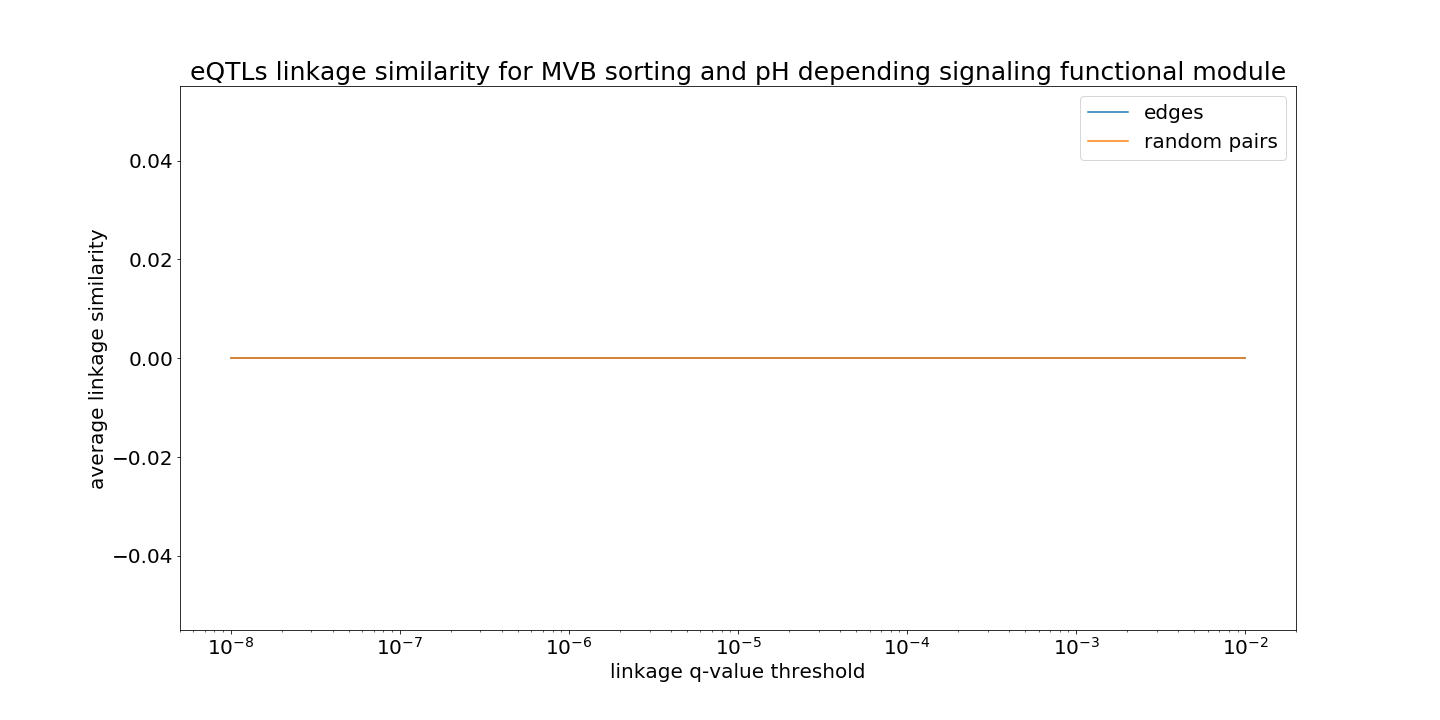 eQTLs linkage similarity for MVB sorting and pH depending signaling functional module
edges
random pairs
average linkage similarity
0.04
0.02
0.00
−0.02
−0.04
10⁻⁸ 10⁻⁷ 10⁻⁶ 10⁻⁵ 10⁻⁴ 10⁻³ 10⁻²
linkage q-value threshold